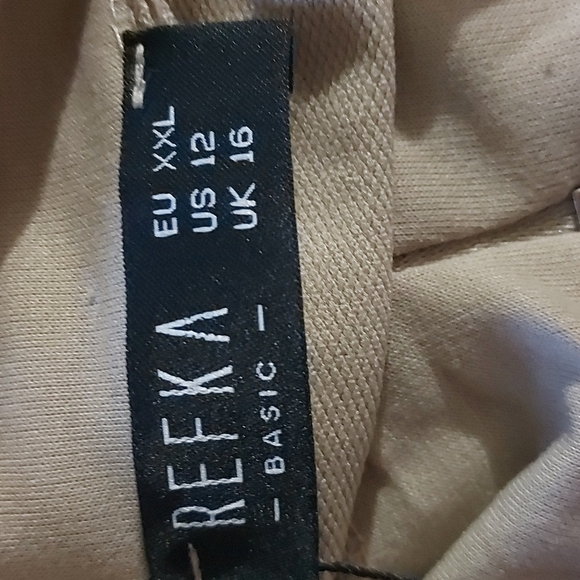 REFKA
— BASIC —
EU XXL
US 12
UK 16